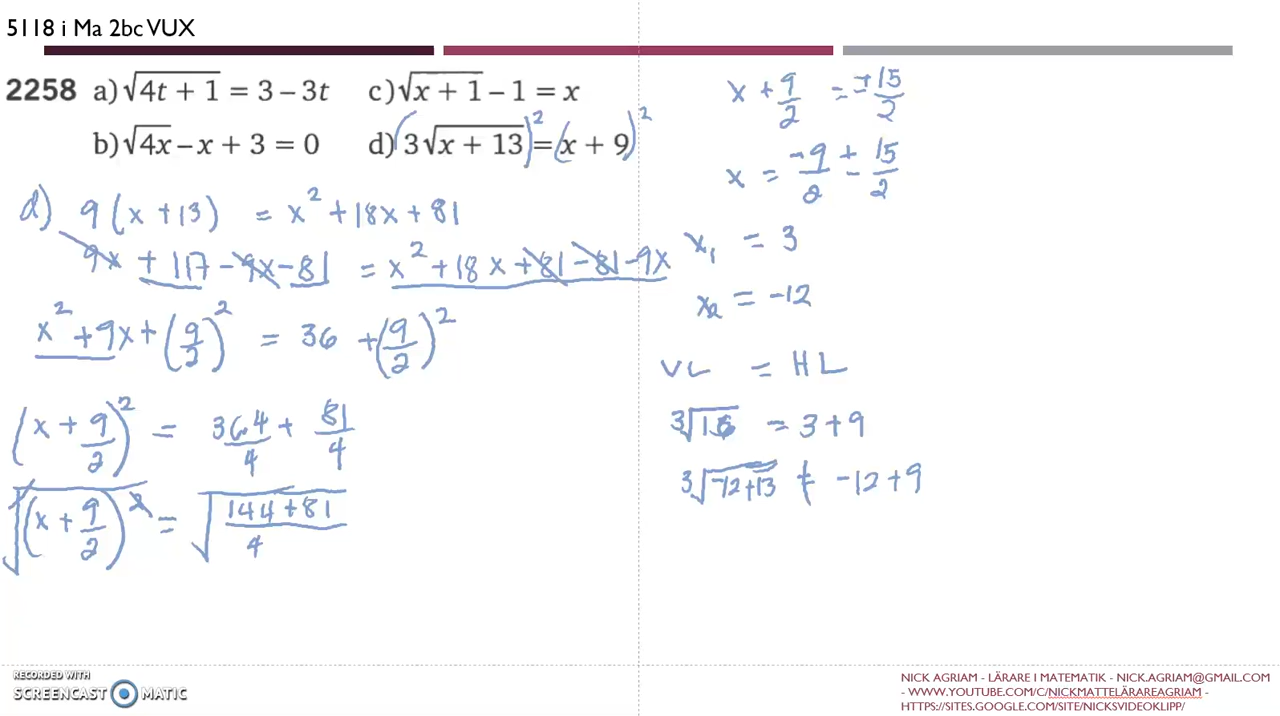 5118 i Ma 2bc VUX
2258 a) √(4t + 1) = 3 – 3t c) √(x + 1) – 1 = x
b) √(4x) – x + 3 = 0 d) (3√(x + 13))² = (x + 9)²
d) 9(x + 13) = x² + 18x + 81
9x + 117 - 9x - 81 = x² + 18x + 81 - 81 - 9x
x² + 9x + (9/2)² = 36 + (9/2)²
(x + 9/2)² = 36·4/4 + 81/4
√((x + 9/2)²) = √((144 + 81)/4)
x + 9/2 = ± 15/2
x = -9/2 ± 15/2
x₁ = 3
x₂ = -12
VL = HL
3√16 = 3 + 9
3√(-12+13) ≠ -12 + 9
RECORDED WITH
SCREENCAST MATIC
NICK AGRIAM - LÄRARE I MATEMATIK - NICK.AGRIAM@GMAIL.COM
- WWW.YOUTUBE.COM/C/NICKMATTELÄRAREAGRIAM -
HTTPS://SITES.GOOGLE.COM/SITE/NICKSVIDEOKLIPP/